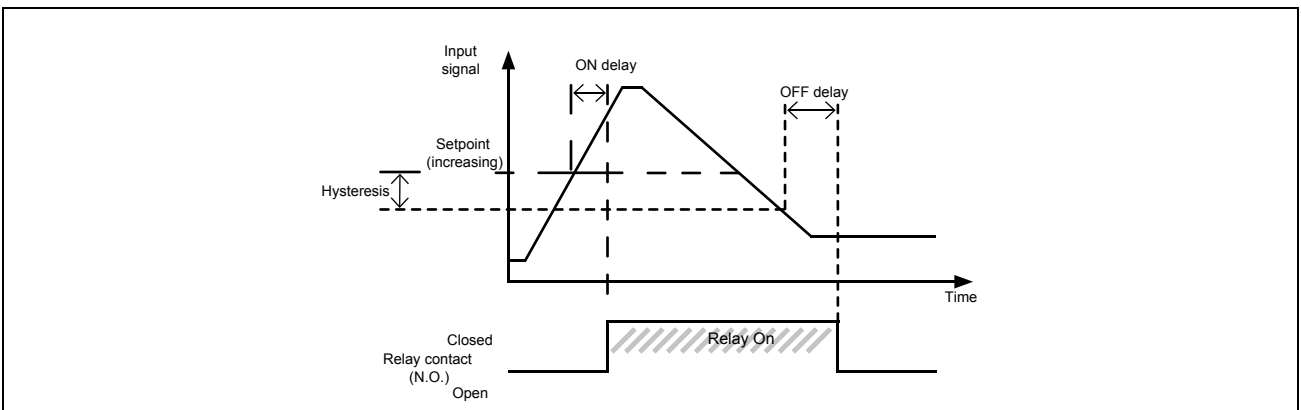 Input
signal
ON delay
OFF delay
Setpoint
(increasing)
Hysteresis
Time
Closed
Relay On
Relay contact
(N.O.)
Open